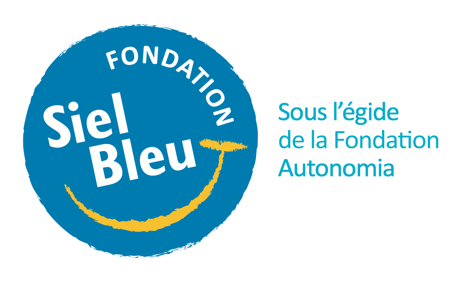 FONDATION
Siel
Bleu
Sous l'égide
de la Fondation
Autonomia